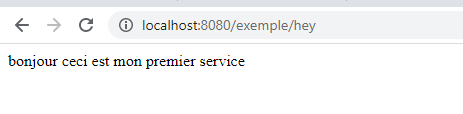 localhost:8080/exemple/hey
bonjour ceci est mon premier service